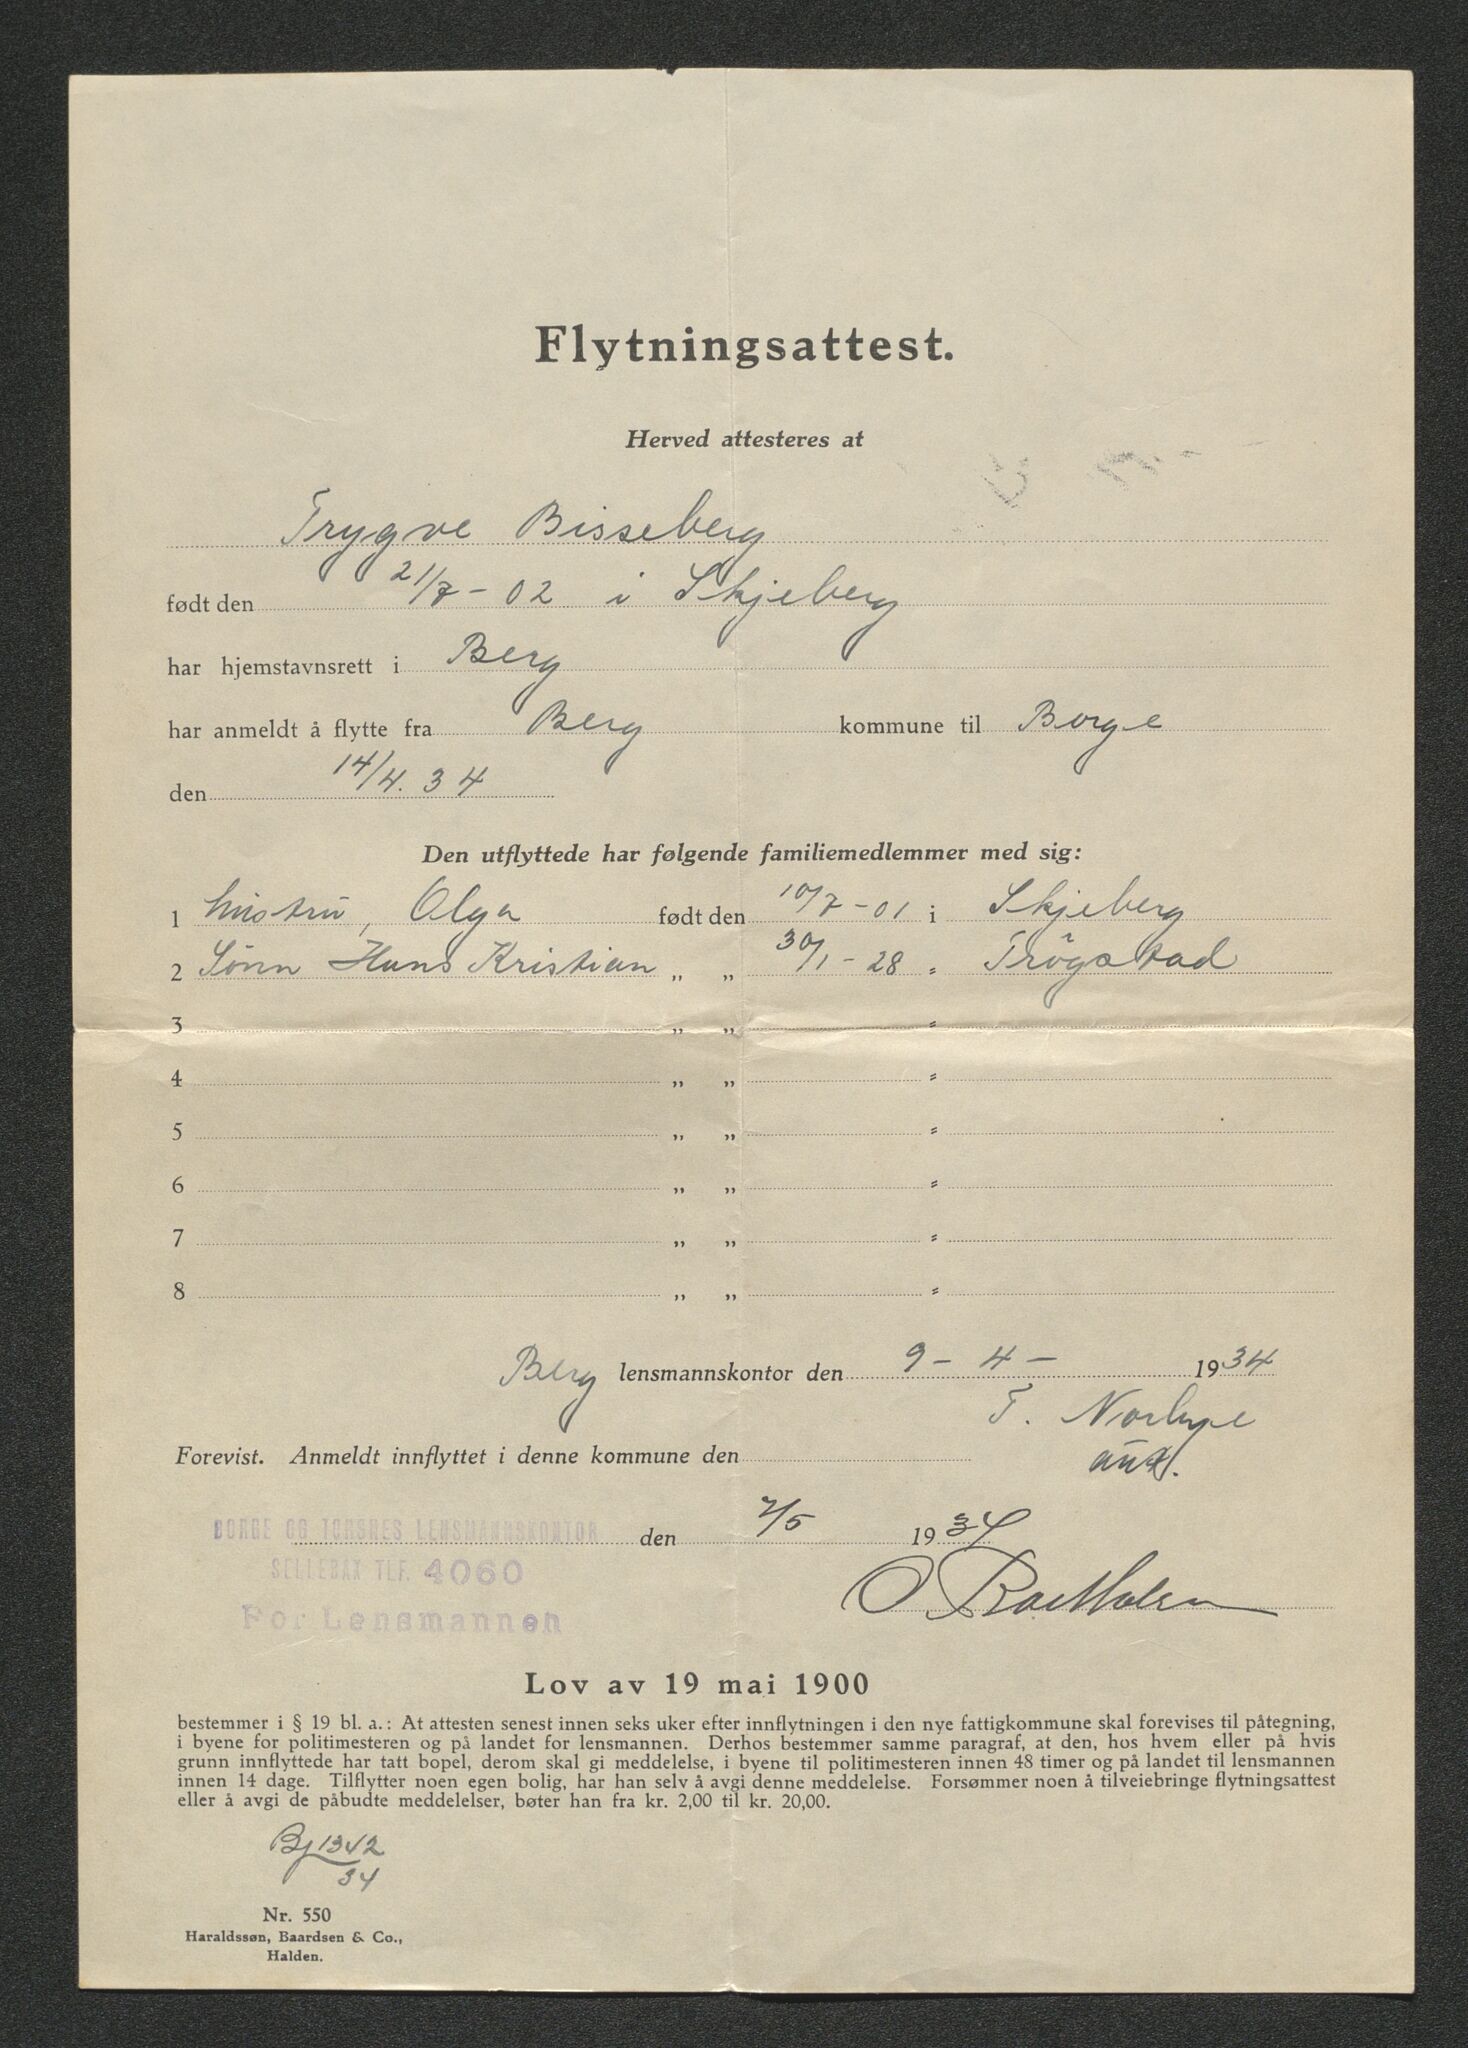 Flytningsattest.
Herved attesteres at
Trygve Bisseberg
født den 21/7 - 02 i Skjeberg
har hjemstavnsrett i Berg
har anmeldt å flytte fra Berg kommune til Borge
den 14/4. 34
Den utflyttede har følgende familiemedlemmer med sig:
1 hustru, Olga født den 10/7 - 01 i Skjeberg
2 Sönn Hans Kristian „ „ 30/1 - 28 „ Trögstad
3 „ „ „
4 „ „ „
5 „ „ „
6 „ „ „
7 „ „ „
8 „ „ „
Berg lensmannskontor den 9 - 4 - 1934
T. Norbye
Forevist. Anmeldt innflyttet i denne kommune den
BORGE OG TORSNES LENSMANNSKONTOR den 7/5 1934
SELLEBAK TLF. 4060
For Lensmannen
Lov av 19 mai 1900
bestemmer i § 19 bl. a.: At attesten senest innen seks uker efter innflytningen i den nye fattigkommune skal forevises til påtegning,
i byene for politimesteren og på landet for lensmannen. Derhos bestemmer samme paragraf, at den, hos hvem eller på hvis
grunn innflyttede har tatt bopel, derom skal gi meddelelse, i byene til politimesteren innen 48 timer og på landet til lensmannen
innen 14 dage. Tilflytter noen egen bolig, har han selv å avgi denne meddelelse. Forsømmer noen å tilveiebringe flytningsattest
eller å avgi de påbudte meddelelser, bøter han fra kr. 2,00 til kr. 20,00.
Bj 1342
34
Nr. 550
Haraldssøn, Baardsen & Co.,
Halden.